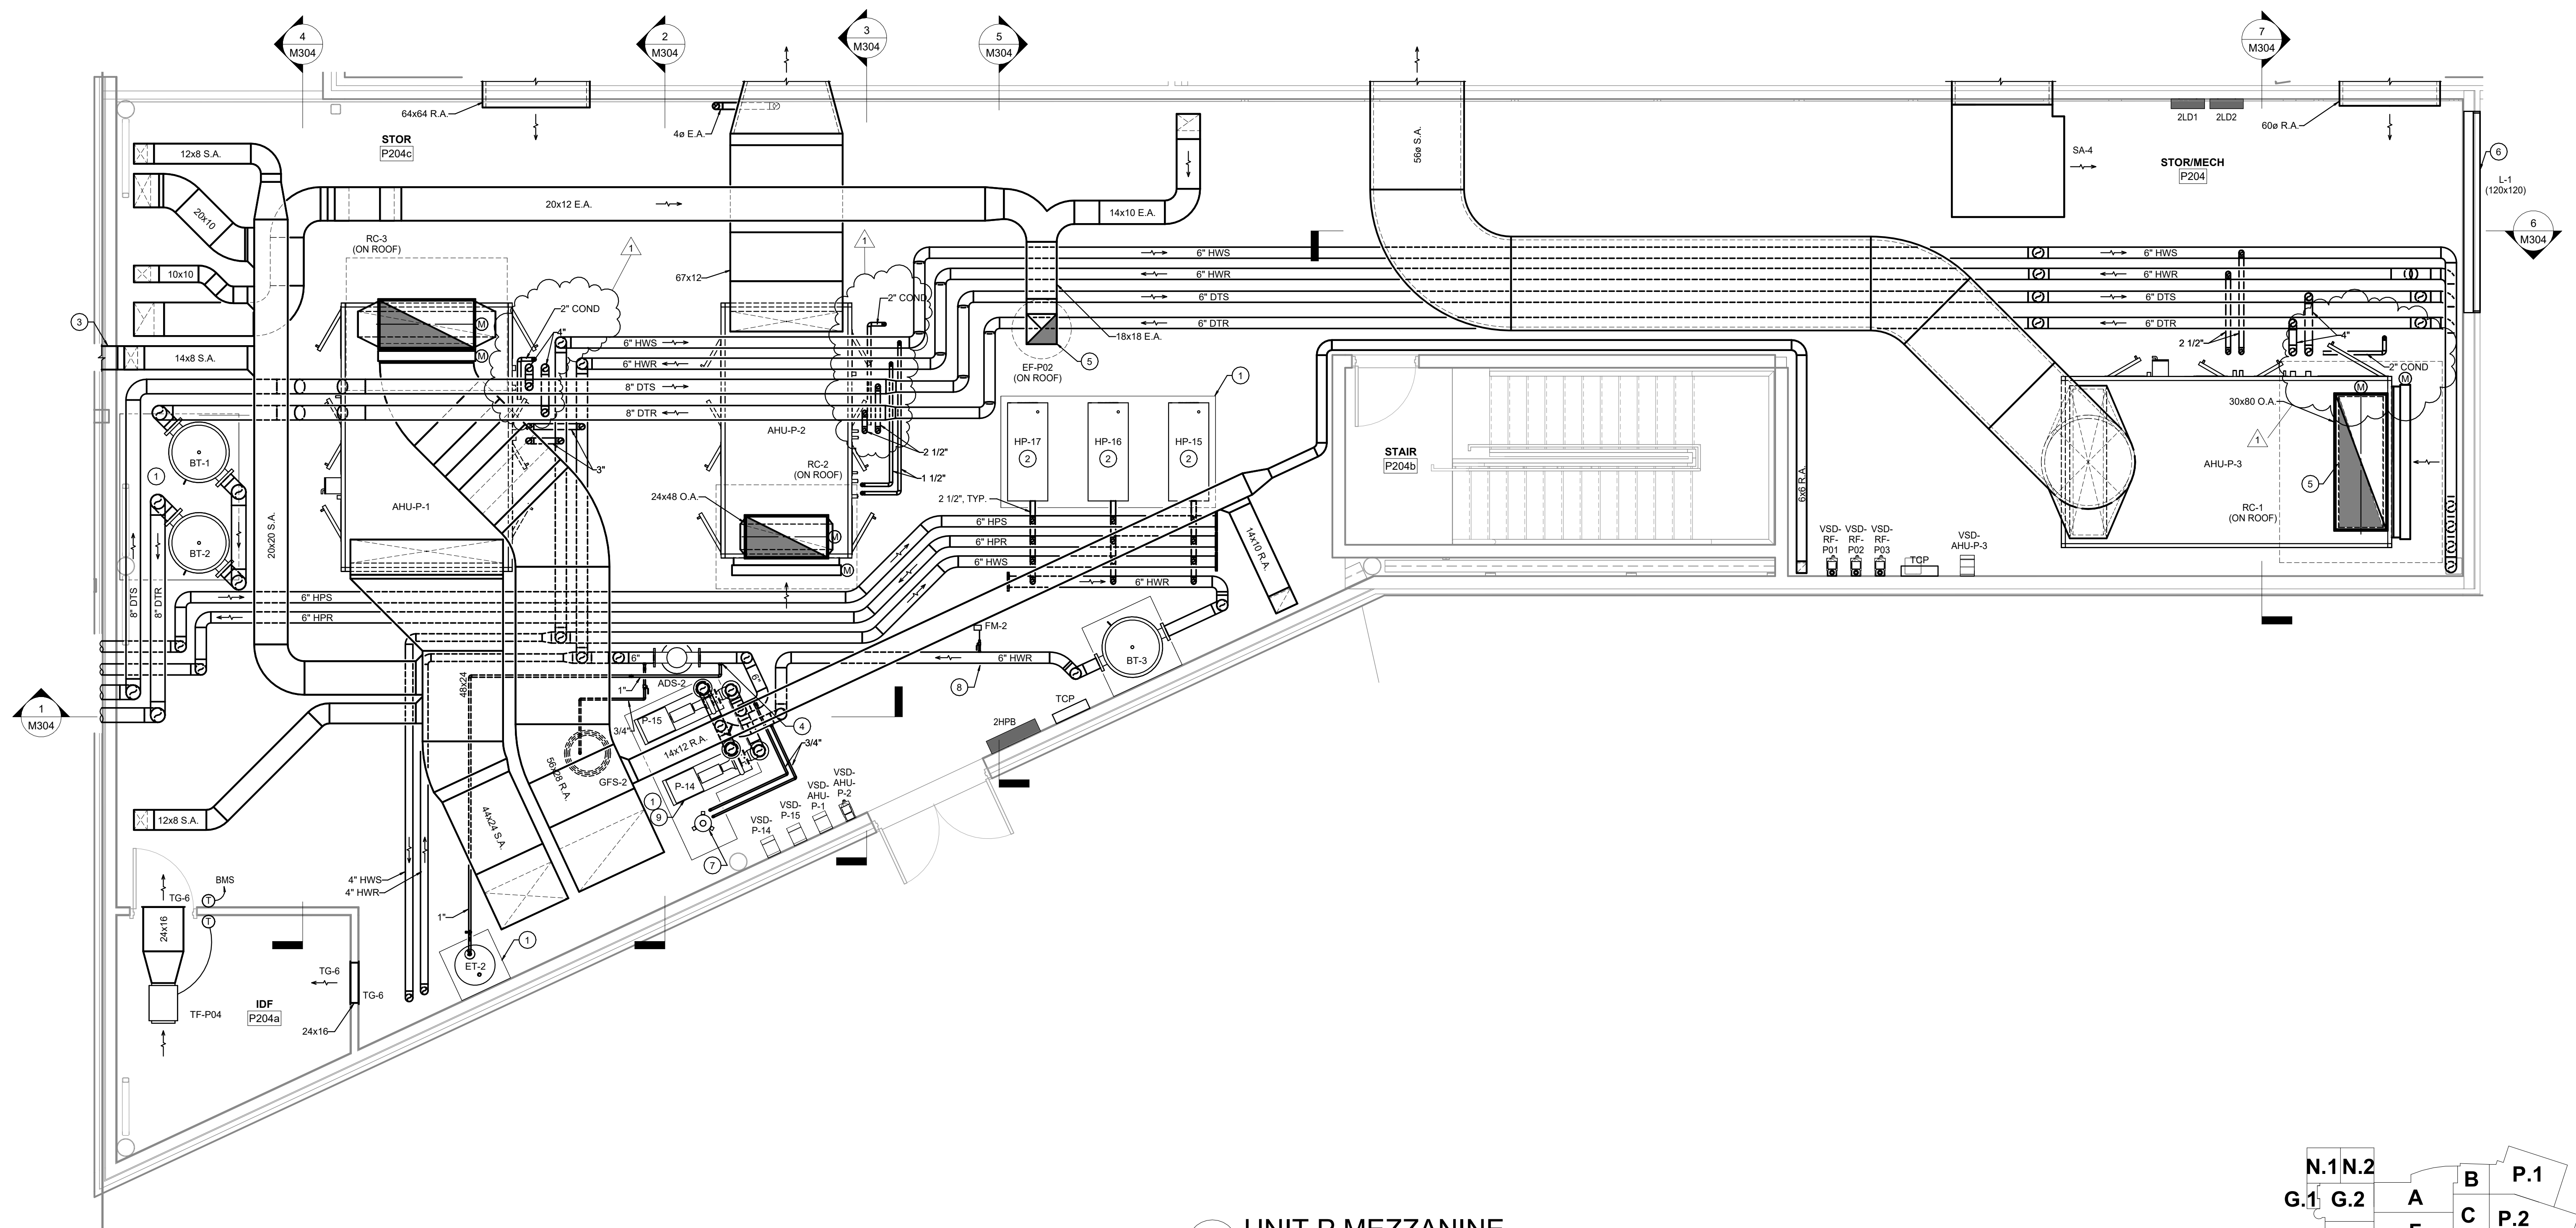 4
M304
2
M304
3
M304
5
M304
7
M304
64x64 R.A.
4ø E.A.
STOR
P204c
56ø S.A.
2LD1
2LD2
60ø R.A.
SA-4
STOR/MECH
P204
6
L-1
(120x120)
6
M304
12x8 S.A.
20x10
20x12 E.A.
14x10 E.A.
RC-3
(ON ROOF)
1
1
67x12
10x10
6" HWS
6" HWR
6" DTS
6" DTR
6" HWS
6" HWR
6" DTS
6" DTR
3
14x8 S.A.
M
M
2" COND
4"
2" COND
6" HWS
6" HWR
8" DTS
8" DTR
18x18 E.A.
5
EF-P02
(ON ROOF)
1
2 1/2"
4"
2" COND
M
M
30x80 O.A.
1
AHU-P-3
5
RC-1
(ON ROOF)
BT-1
1
BT-2
AHU-P-1
3"
AHU-P-2
RC-2
(ON ROOF)
2 1/2"
1 1/2"
24x48 O.A.
M
M
HP-17
2
HP-16
2
HP-15
2
2 1/2", TYP.
STAIR
P204b
6x6 R.A.
14x10 R.A.
20x20 S.A.
8" DTS
8" DTR
6" HPS
6" HPR
6" HPS
6" HPR
6" HWS
6" HWR
VSD-
RF-
P01
VSD-
RF-
P02
VSD-
RF-
P03
TCP
VSD-
AHU-P-3
FM-2
6" HWR
8
BT-3
6"
ADS-2
6"
1"
48x24
1
M304
P-15
3/4"
14x12 R.A.
4
3/4"
P-14
GFS-2
56x28 R.A.
44x24 S.A.
1
9
7
VSD-
P-14
VSD-
P-15
VSD-
AHU-
P-1
VSD-
AHU-
P-2
2HPB
TCP
12x8 S.A.
4" HWS
4" HWR
1"
ET-2
1
BMS
TG-6
T
T
24x16
TG-6
TG-6
24x16
TF-P04
IDF
P204a
UNIT P MEZZANINE
N.1
N.2
G.1
G.2
A
B
C
P.1
P.2